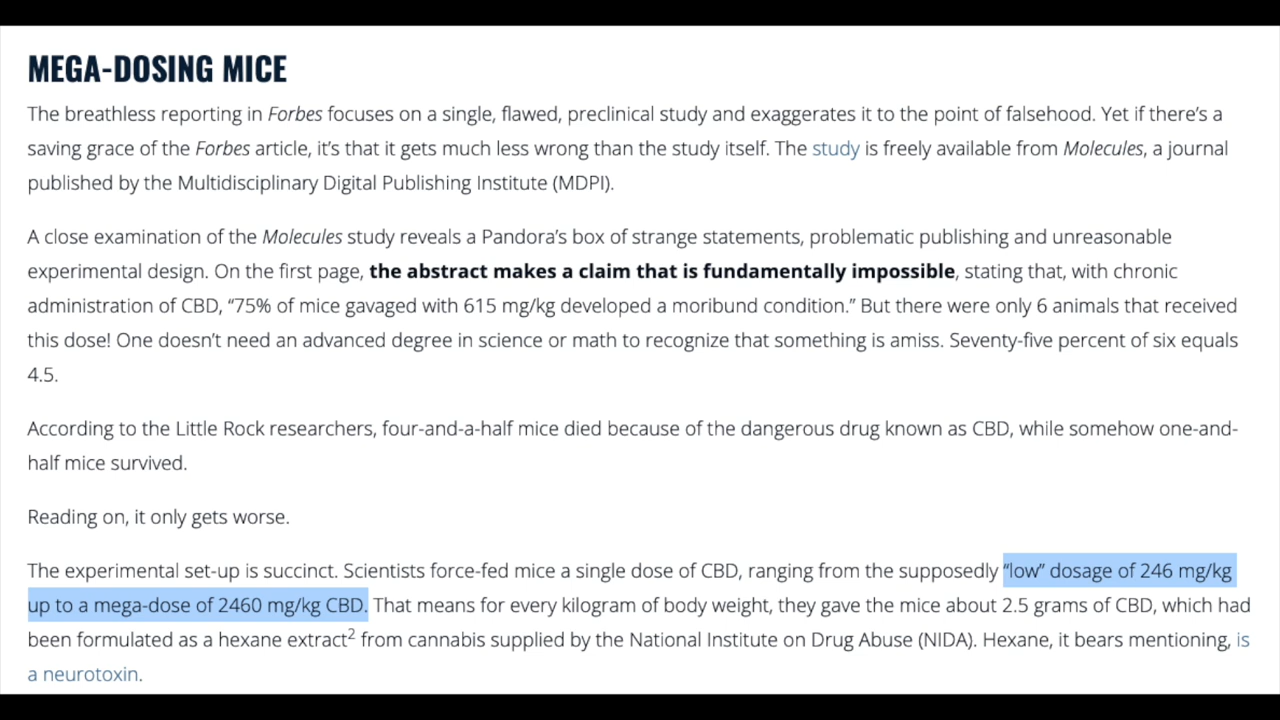 MEGA-DOSING MICE
The breathless reporting in Forbes focuses on a single, flawed, preclinical study and exaggerates it to the point of falsehood. Yet if there's a
saving grace of the Forbes article, it's that it gets much less wrong than the study itself. The study is freely available from Molecules, a journal
published by the Multidisciplinary Digital Publishing Institute (MDPI).
A close examination of the Molecules study reveals a Pandora's box of strange statements, problematic publishing and unreasonable
experimental design. On the first page, the abstract makes a claim that is fundamentally impossible, stating that, with chronic
administration of CBD, “75% of mice gavaged with 615 mg/kg developed a moribund condition.” But there were only 6 animals that received
this dose! One doesn't need an advanced degree in science or math to recognize that something is amiss. Seventy-five percent of six equals
4.5.
According to the Little Rock researchers, four-and-a-half mice died because of the dangerous drug known as CBD, while somehow one-and-
half mice survived.
Reading on, it only gets worse.
The experimental set-up is succinct. Scientists force-fed mice a single dose of CBD, ranging from the supposedly “low” dosage of 246 mg/kg
up to a mega-dose of 2460 mg/kg CBD. That means for every kilogram of body weight, they gave the mice about 2.5 grams of CBD, which had
been formulated as a hexane extract2 from cannabis supplied by the National Institute on Drug Abuse (NIDA). Hexane, it bears mentioning, is
a neurotoxin.